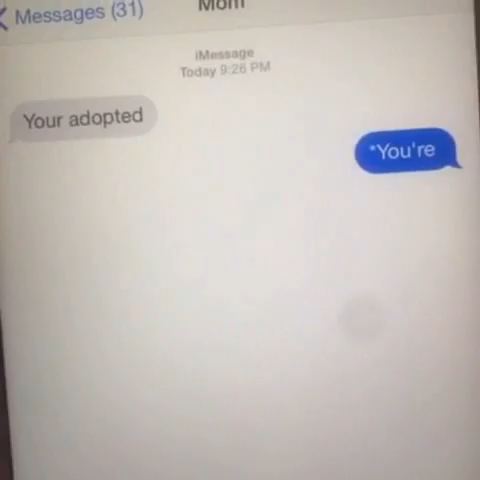 Messages (31)
Mom
iMessage
Today 9:26 PM
Your adopted
*You're